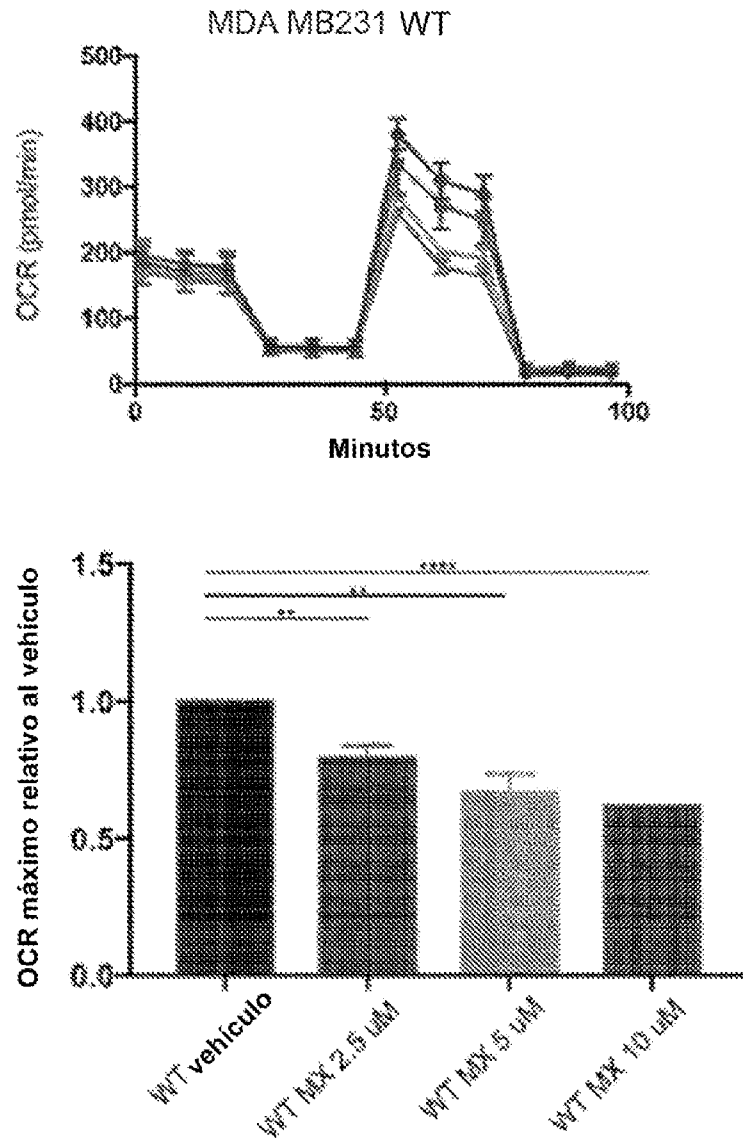 MDA MB231 WT
OCR (pmol/min)
500
400
300
200
100
0
0
50
100
Minutos
OCR máximo relativo al vehículo
1.5
1.0
0.5
0.0
****
**
**
WT vehículo
WT MX 2.5 uM
WT MX 5 uM
WT MX 10 uM